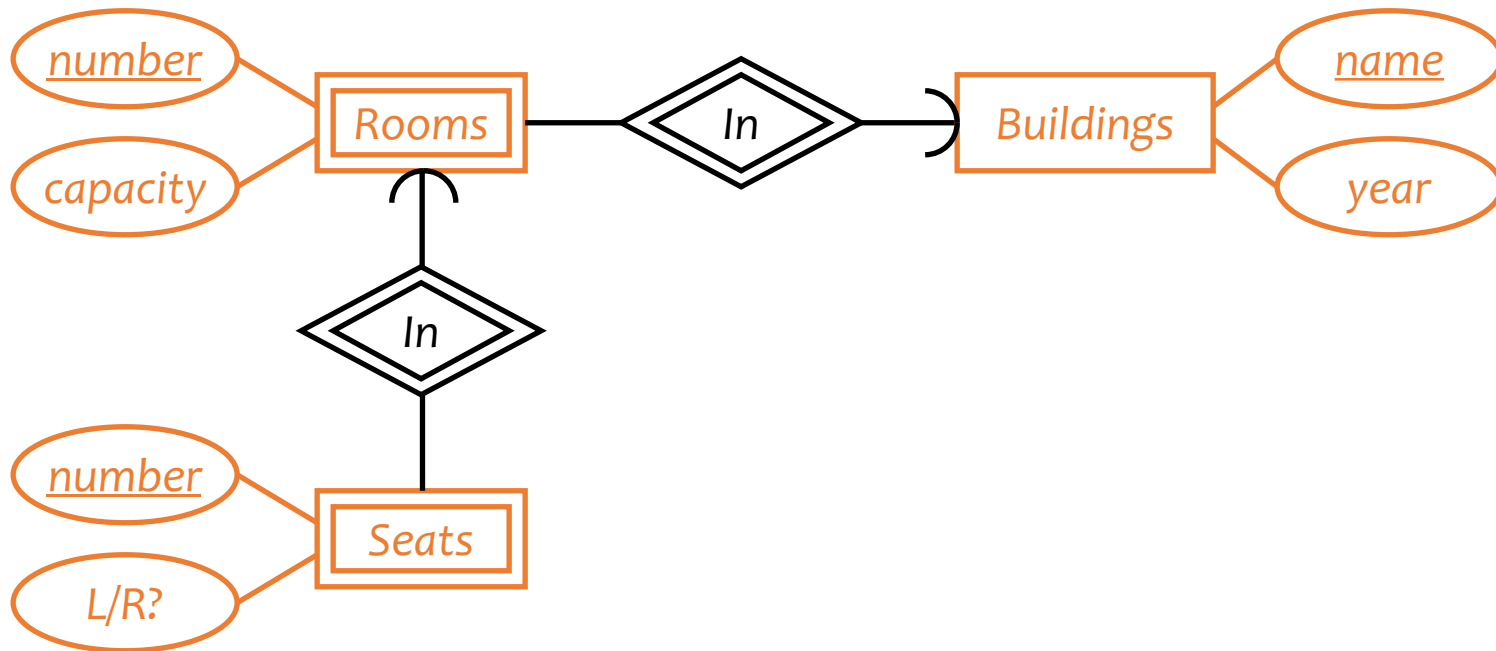 number
Rooms
In
Buildings
name
capacity
year
In
number
Seats
L/R?